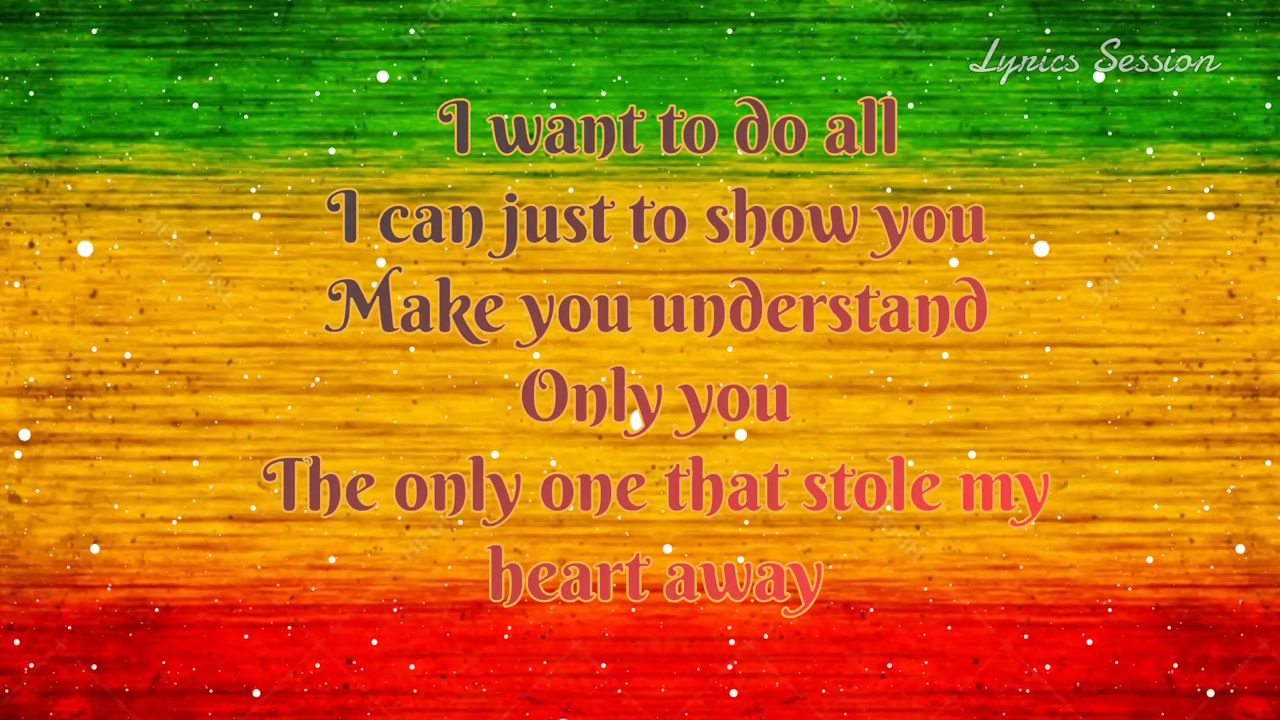 Lyrics Session
I want to do all
I can just to show you
Make you understand
Only you
The only one that stole my
heart away